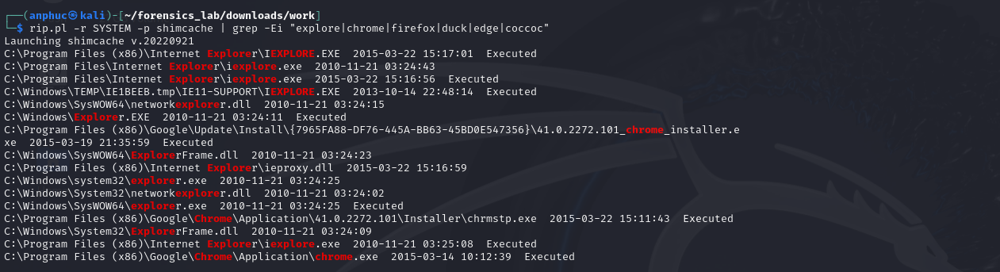 ┌──(anphuc㉿kali)-[~/forensics_lab/downloads/work]
└─$ rip.pl -r SYSTEM -p shimcache | grep -Ei "explore|chrome|firefox|duck|edge|coccoc"
Launching shimcache v.20220921
C:\Program Files (x86)\Internet Explorer\IEXPLORE.EXE  2015-03-22 15:17:01  Executed
C:\Program Files\Internet Explorer\iexplore.exe  2010-11-21 03:24:43
C:\Program Files\Internet Explorer\iexplore.exe  2015-03-22 15:16:56  Executed
C:\Windows\TEMP\IE1BEEB.tmp\IE11-SUPPORT\IEXPLORE.EXE  2013-10-14 22:48:14  Executed
C:\Windows\SysWOW64\networkexplorer.dll  2010-11-21 03:24:15
C:\Windows\Explorer.EXE  2010-11-21 03:24:11  Executed
C:\Program Files (x86)\Google\Update\Install\{7965FA88-DF76-445A-BB63-45BD0E547356}\41.0.2272.101_chrome_installer.e
xe  2015-03-19 21:35:59  Executed
C:\Windows\SysWOW64\ExplorerFrame.dll  2010-11-21 03:24:23
C:\Program Files (x86)\Internet Explorer\ieproxy.dll  2015-03-22 15:16:59
C:\Windows\system32\explorer.exe  2010-11-21 03:24:25
C:\Windows\System32\networkexplorer.dll  2010-11-21 03:24:02
C:\Windows\SysWOW64\explorer.exe  2010-11-21 03:24:25  Executed
C:\Program Files (x86)\Google\Chrome\Application\41.0.2272.101\Installer\chrmstp.exe  2015-03-22 15:11:43  Executed
C:\Windows\System32\ExplorerFrame.dll  2010-11-21 03:24:09
C:\Program Files (x86)\Internet Explorer\iexplore.exe  2010-11-21 03:25:08  Executed
C:\Program Files (x86)\Google\Chrome\Application\chrome.exe  2015-03-14 10:12:39  Executed